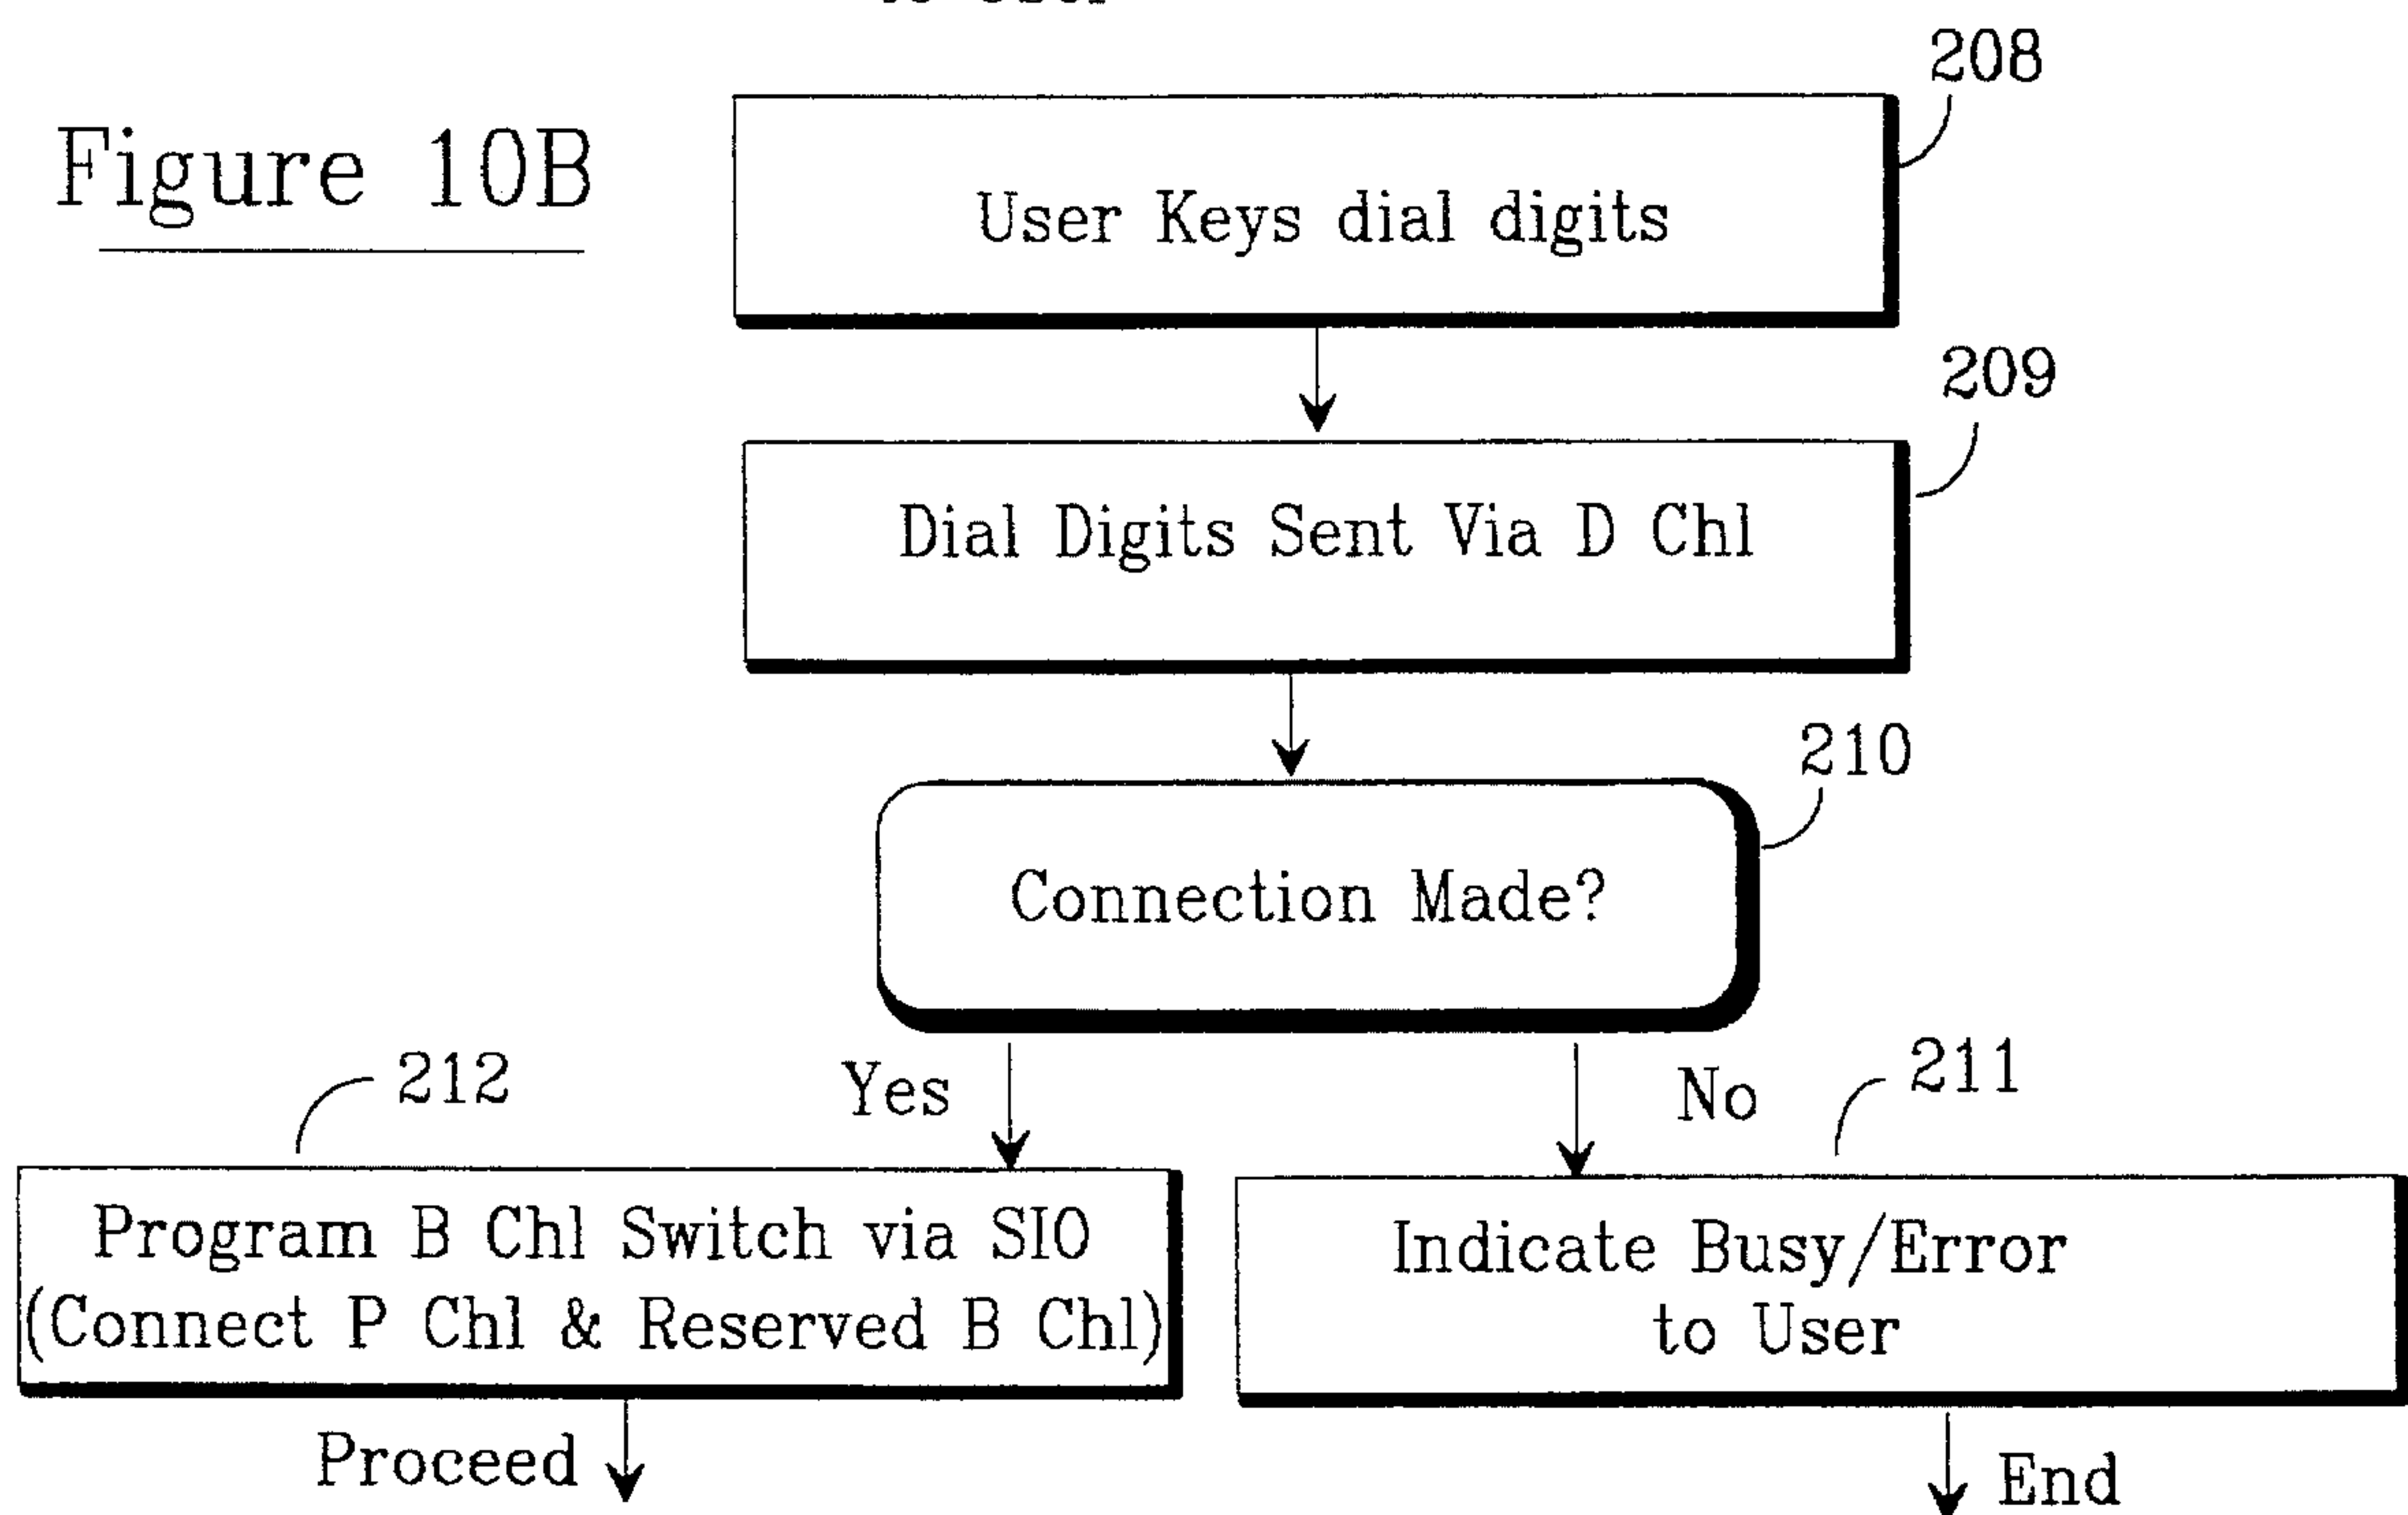 208
Figure 10B
User Keys dial digits
209
Dial Digits Sent Via D Chl
210
Connection Made?
212
Yes
No
211
Program B Chl Switch via SIO
(Connect P Chl & Reserved B Chl)
Indicate Busy/Error
to User
Proceed
End